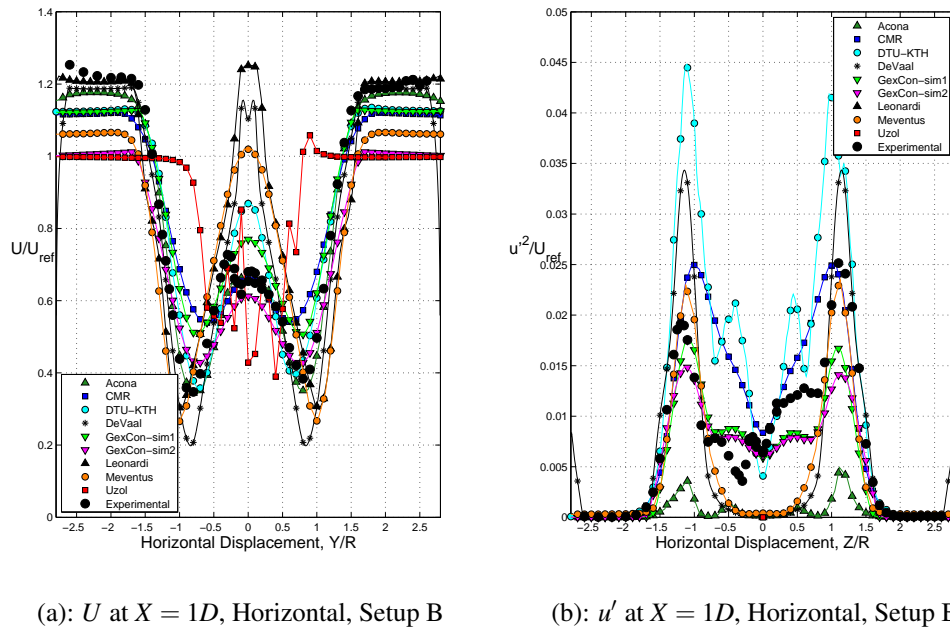 1.4
1.2
1
0.8
0.6
0.4
0.2
0
U/U_ref
−2.5 −2 −1.5 −1 −0.5 0 0.5 1 1.5 2 2.5
Horizontal Displacement, Y/R
Acona
CMR
DTU−KTH
DeVaal
GexCon−sim1
GexCon−sim2
Leonardi
Meventus
Uzol
Experimental
(a): U at X = 1D, Horizontal, Setup B
0.05
0.045
0.04
0.035
0.03
0.025
0.02
0.015
0.01
0.005
0
u'²/U_ref
−2.5 −2 −1.5 −1 −0.5 0 0.5 1 1.5 2 2.5
Horizontal Displacement, Z/R
Acona
CMR
DTU−KTH
DeVaal
GexCon−sim1
GexCon−sim2
Leonardi
Meventus
Uzol
Experimental
(b): u′ at X = 1D, Horizontal, Setup